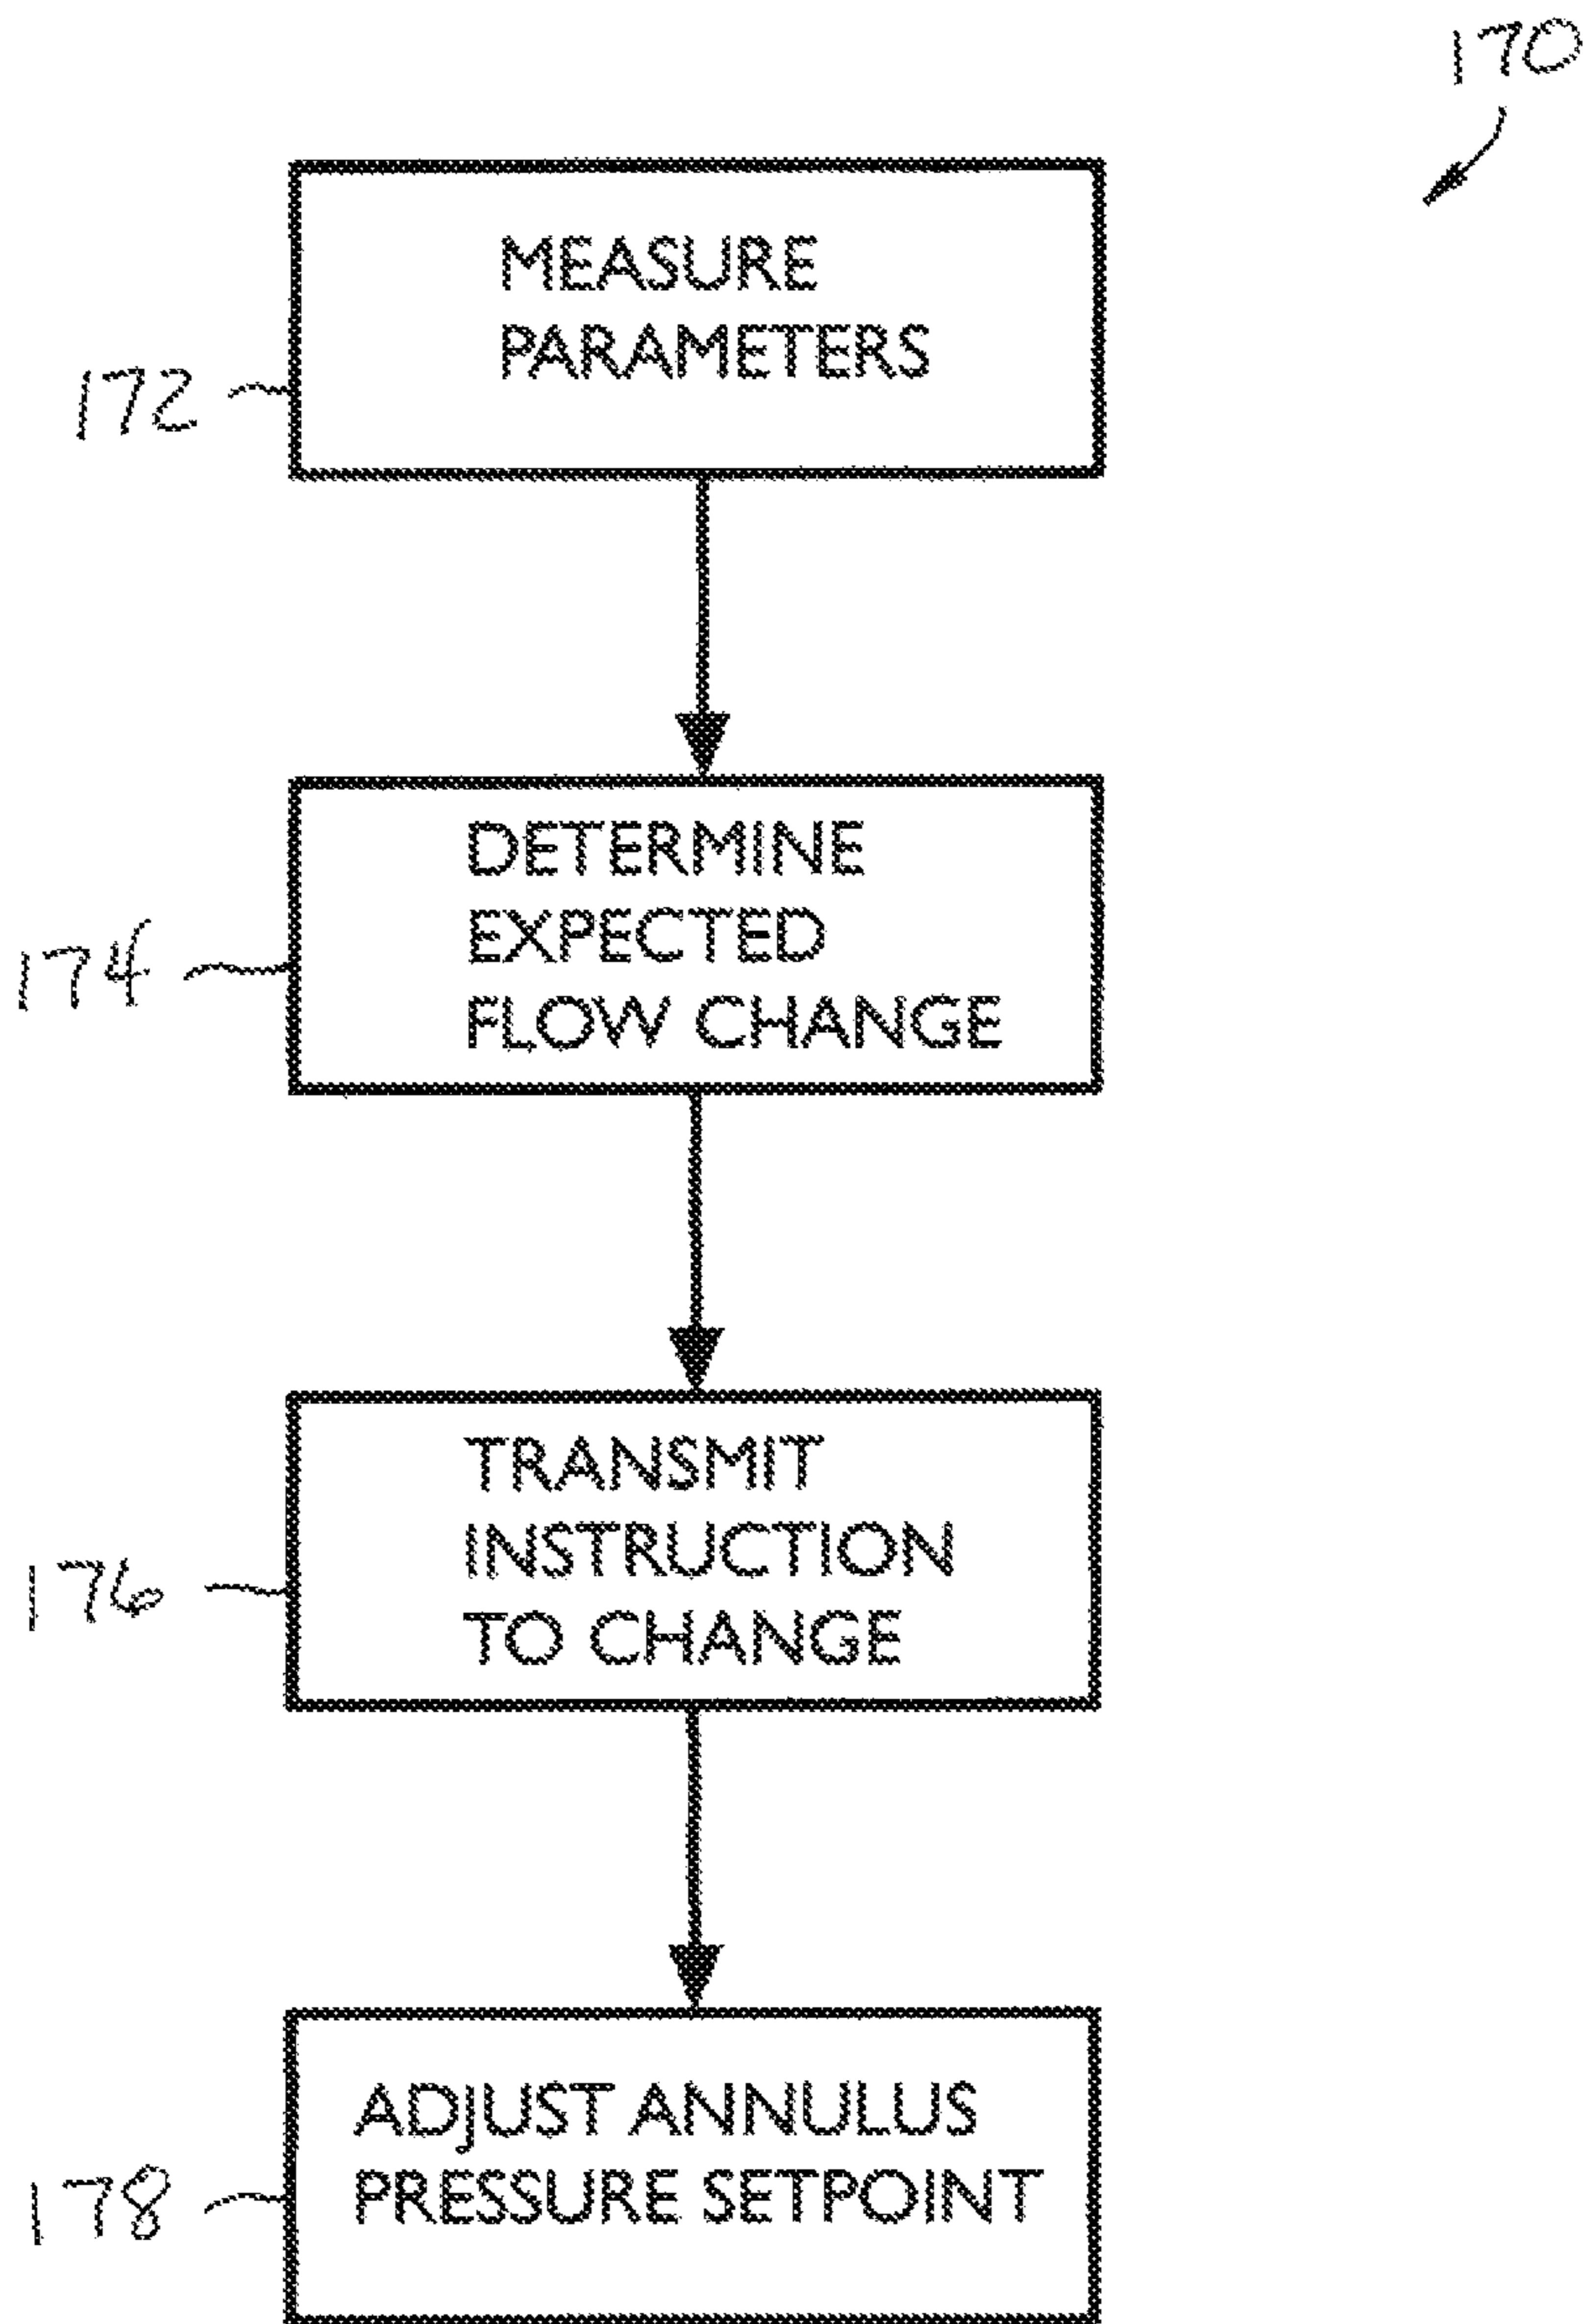 170
MEASURE
PARAMETERS
172
DETERMINE
EXPECTED
FLOW CHANGE
174
TRANSMIT
INSTRUCTION
TO CHANGE
176
ADJUST ANNULUS
PRESSURE SETPOINT
178